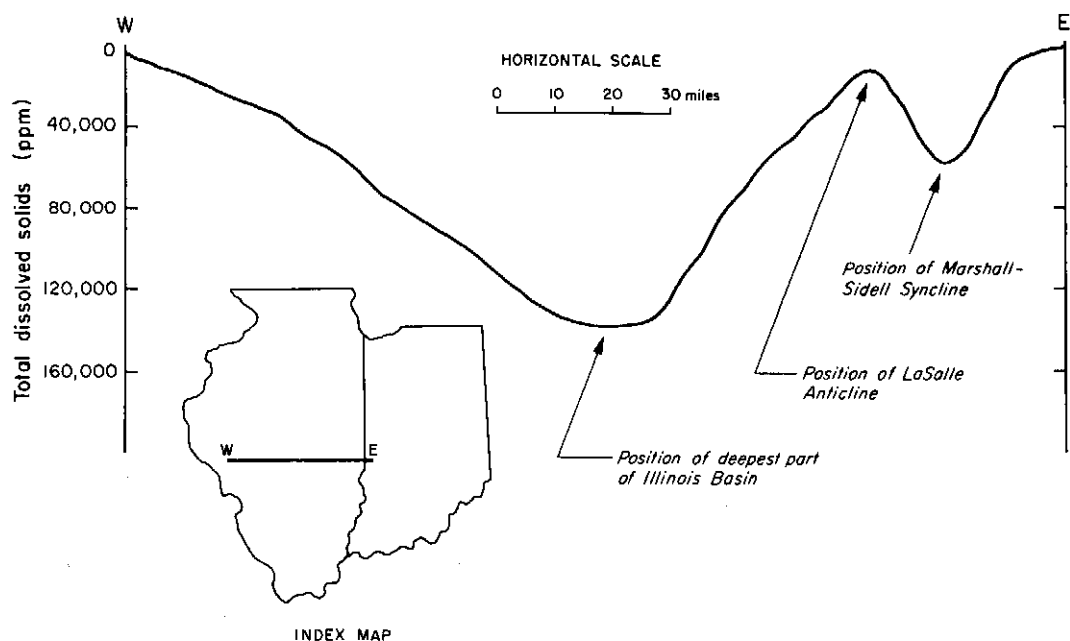 W
E
0
40,000
80,000
120,000
160,000
Total dissolved solids (ppm)
HORIZONTAL SCALE
0 10 20 30 miles
Position of Marshall-
Sidell Syncline
Position of LaSalle
Anticline
Position of deepest part
of Illinois Basin
W
E
INDEX MAP